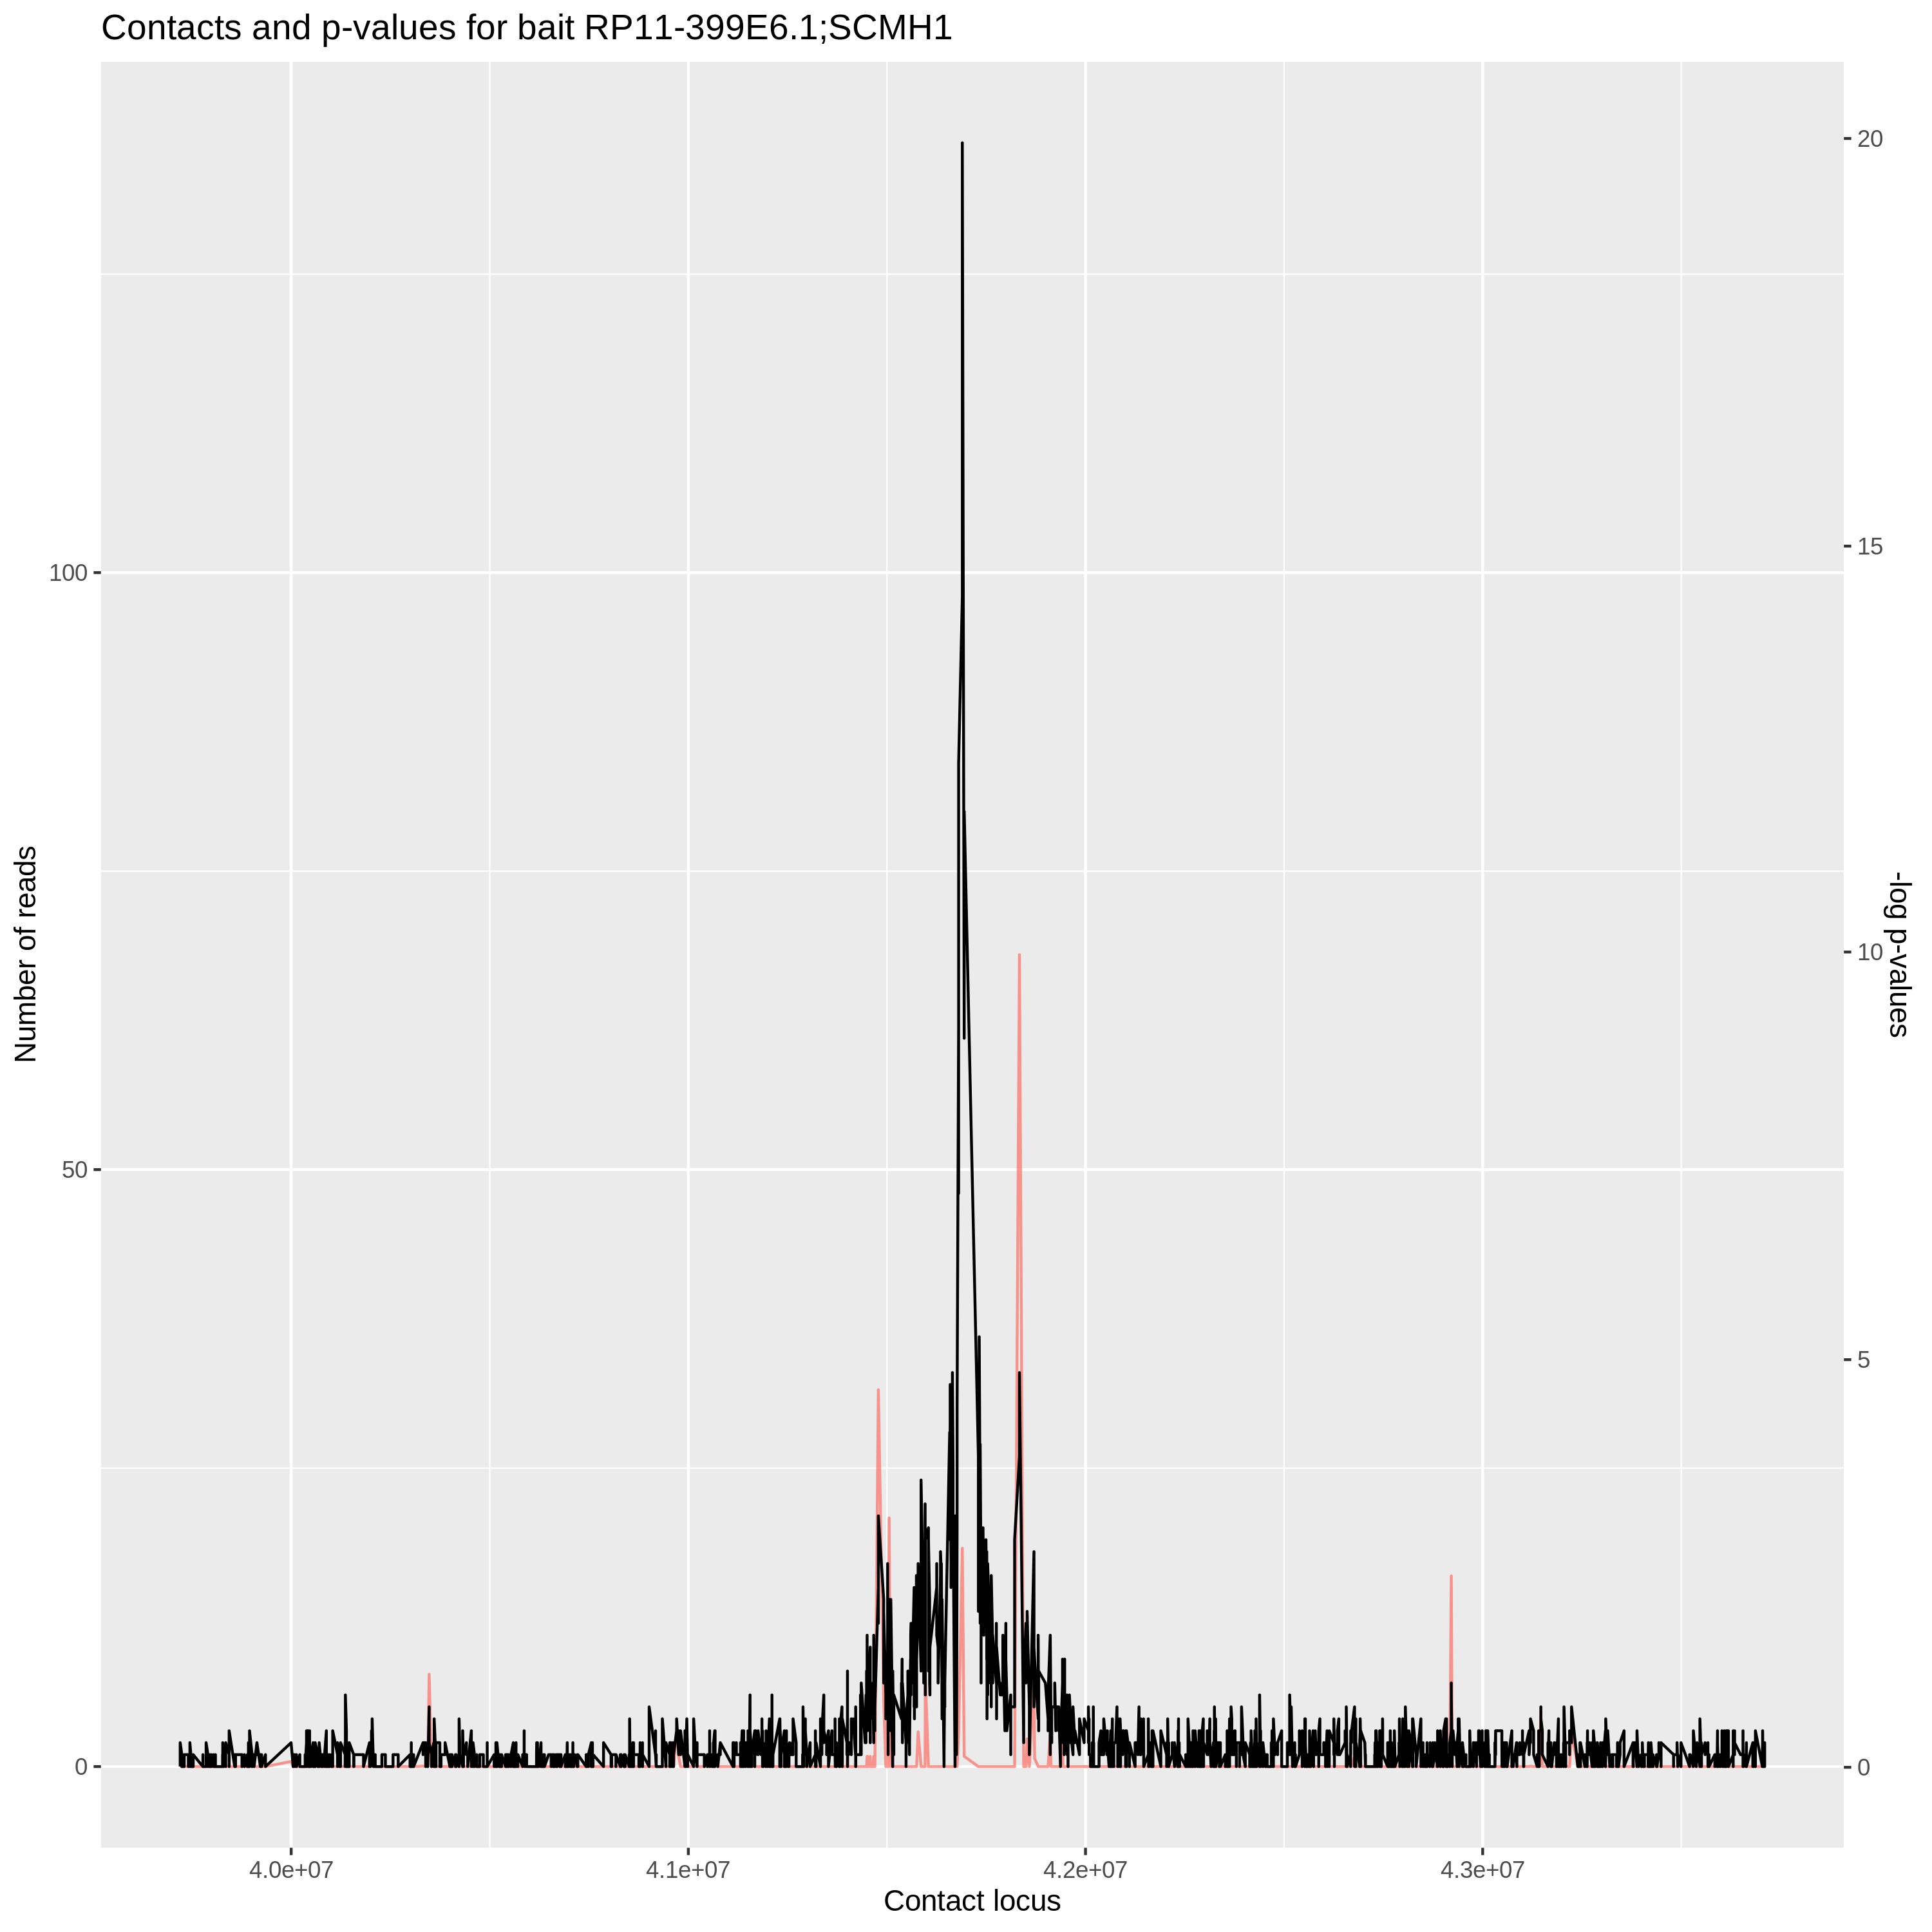 Contacts and p-values for bait RP11-399E6.1;SCMH1
Number of reads
100
50
0
20
15
10
5
0
-log p-values
4.0e+07
4.1e+07
4.2e+07
4.3e+07
Contact locus